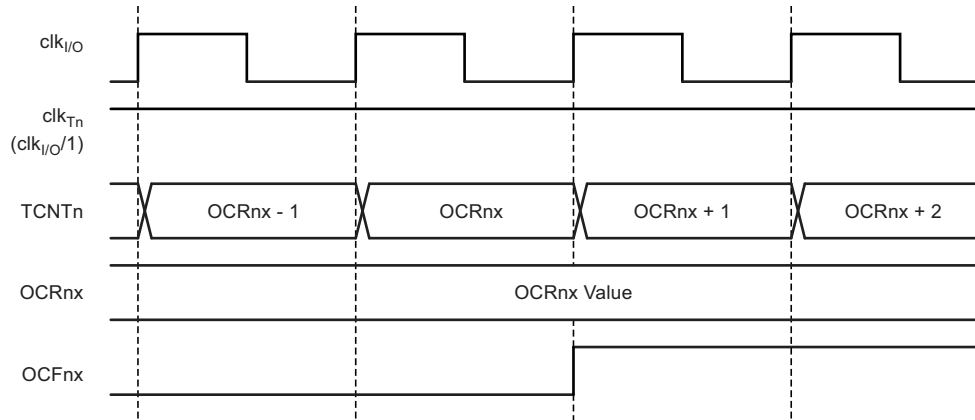 clkI/O
clkTn
(clkI/O/1)
TCNTn
OCRnx - 1
OCRnx
OCRnx + 1
OCRnx + 2
OCRnx
OCRnx Value
OCFnx